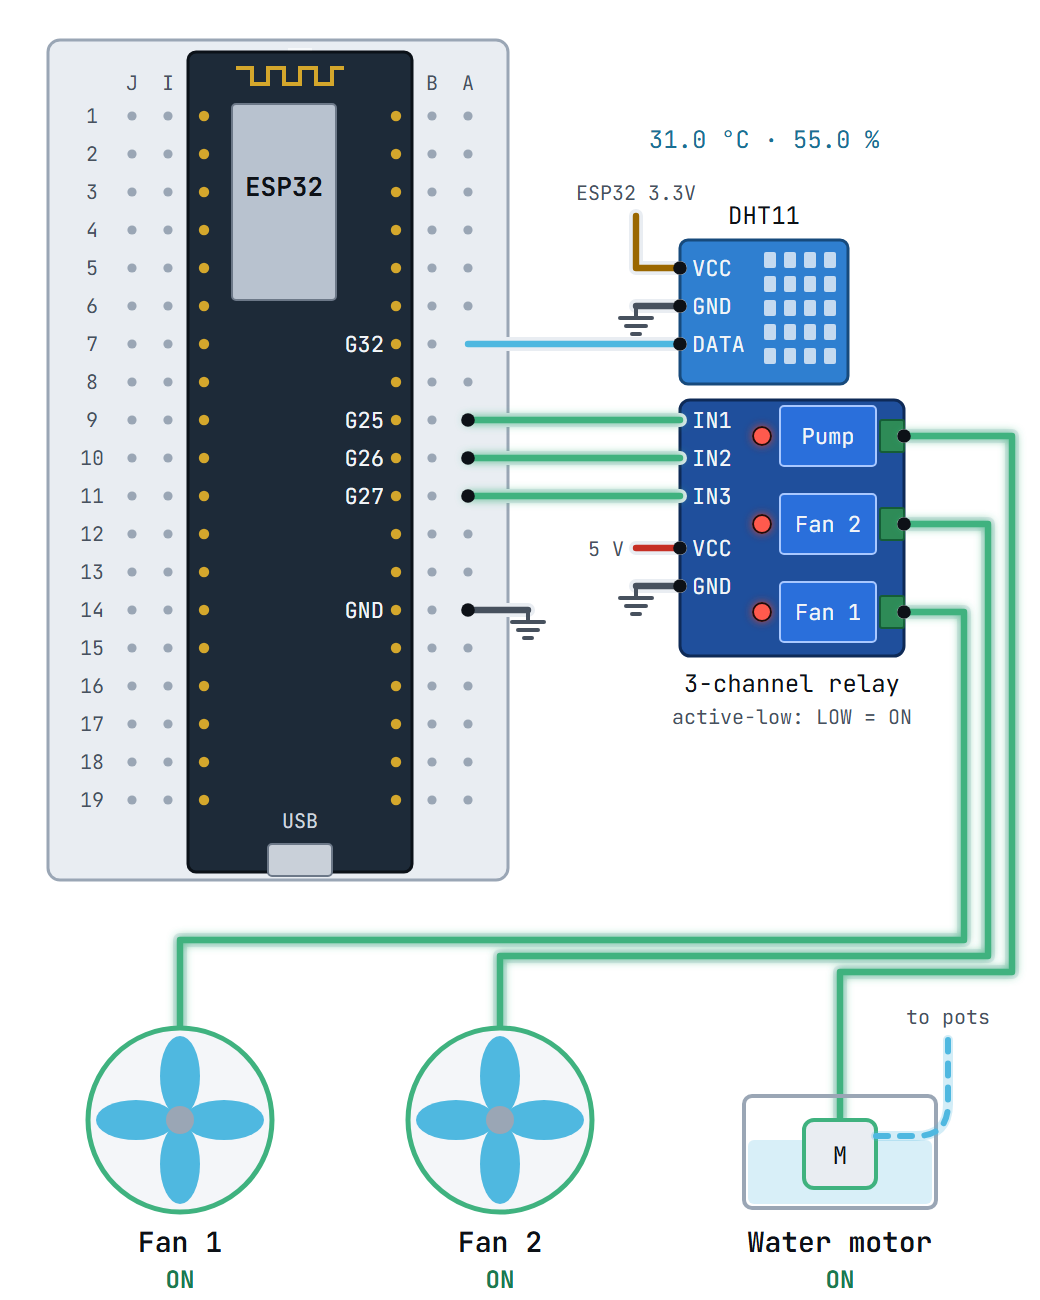 J I B A
1
2
3
4
5
6
7
8
9
10
11
12
13
14
15
16
17
18
19
ESP32
G32
G25
G26
G27
GND
USB
31.0 °C · 55.0 %
ESP32 3.3V
DHT11
VCC
GND
DATA
IN1
IN2
IN3
5 V
VCC
GND
Pump
Fan 2
Fan 1
3-channel relay
active-low: LOW = ON
to pots
M
Fan 1
ON
Fan 2
ON
Water motor
ON